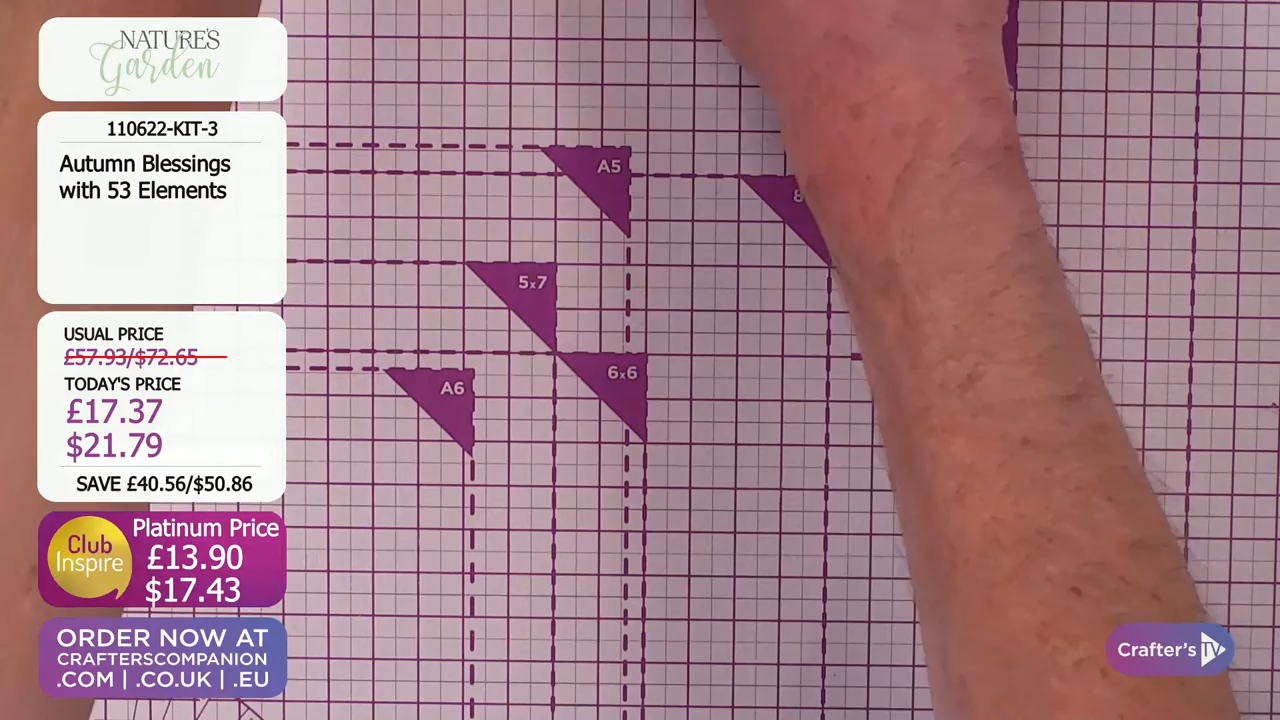 NATURE'S
Garden
110622-KIT-3
Autumn Blessings
with 53 Elements
USUAL PRICE
£57.93/$72.65
TODAY'S PRICE
£17.37
$21.79
SAVE £40.56/$50.86
Club
Inspire
Platinum Price
£13.90
$17.43
ORDER NOW AT
CRAFTERSCOMPANION
.COM | .CO.UK | .EU
A5
8
5x7
6x6
A6
Crafter's TV